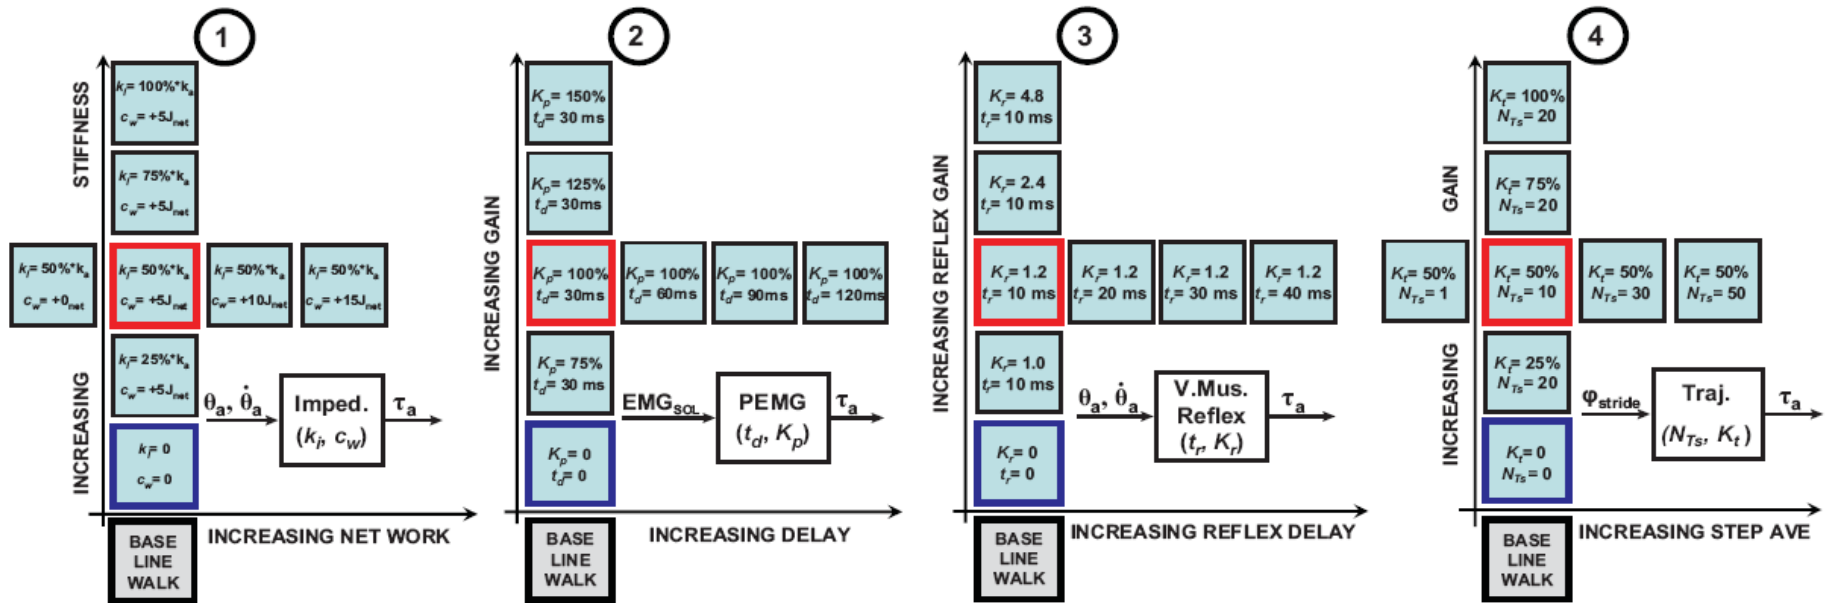 1
STIFFNESS
INCREASING
k_i= 100%*k_a
c_w= +5J_net
k_i= 75%*k_a
c_w= +5J_net
k_i= 50%*k_a
c_w= +0_net
k_i= 50%*k_a
c_w= +5J_net
k_i= 50%*k_a
c_w= +10J_net
k_i= 50%*k_a
c_w= +15J_net
k_i= 25%*k_a
c_w= +5J_net
k_i= 0
c_w= 0
θ_a, θ̇_a
Imped.
(k_i, c_w)
τ_a
INCREASING NET WORK
BASE
LINE
WALK
2
INCREASING GAIN
K_p= 150%
t_d= 30 ms
K_p= 125%
t_d= 30ms
K_p= 100%
t_d= 30ms
K_p= 100%
t_d= 60ms
K_p= 100%
t_d= 90ms
K_p= 100%
t_d= 120ms
K_p= 75%
t_d= 30 ms
K_p= 0
t_d= 0
EMG_SOL
PEMG
(t_d, K_p)
τ_a
INCREASING DELAY
BASE
LINE
WALK
3
INCREASING REFLEX GAIN
K_r= 4.8
t_r= 10 ms
K_r= 2.4
t_r= 10 ms
K_r= 1.2
t_r= 10 ms
K_r= 1.2
t_r= 20 ms
K_r= 1.2
t_r= 30 ms
K_r= 1.2
t_r= 40 ms
K_r= 1.0
t_r= 10 ms
K_r= 0
t_r= 0
θ_a, θ̇_a
V.Mus.
Reflex
(t_r, K_r)
τ_a
INCREASING REFLEX DELAY
BASE
LINE
WALK
4
GAIN
INCREASING
K_t= 100%
N_Ts= 20
K_t= 75%
N_Ts= 20
K_t= 50%
N_Ts= 1
K_t= 50%
N_Ts= 10
K_t= 50%
N_Ts= 30
K_t= 50%
N_Ts= 50
K_t= 25%
N_Ts= 20
K_t= 0
N_Ts= 0
φ_stride
Traj.
(N_Ts, K_t )
τ_a
INCREASING STEP AVE
BASE
LINE
WALK